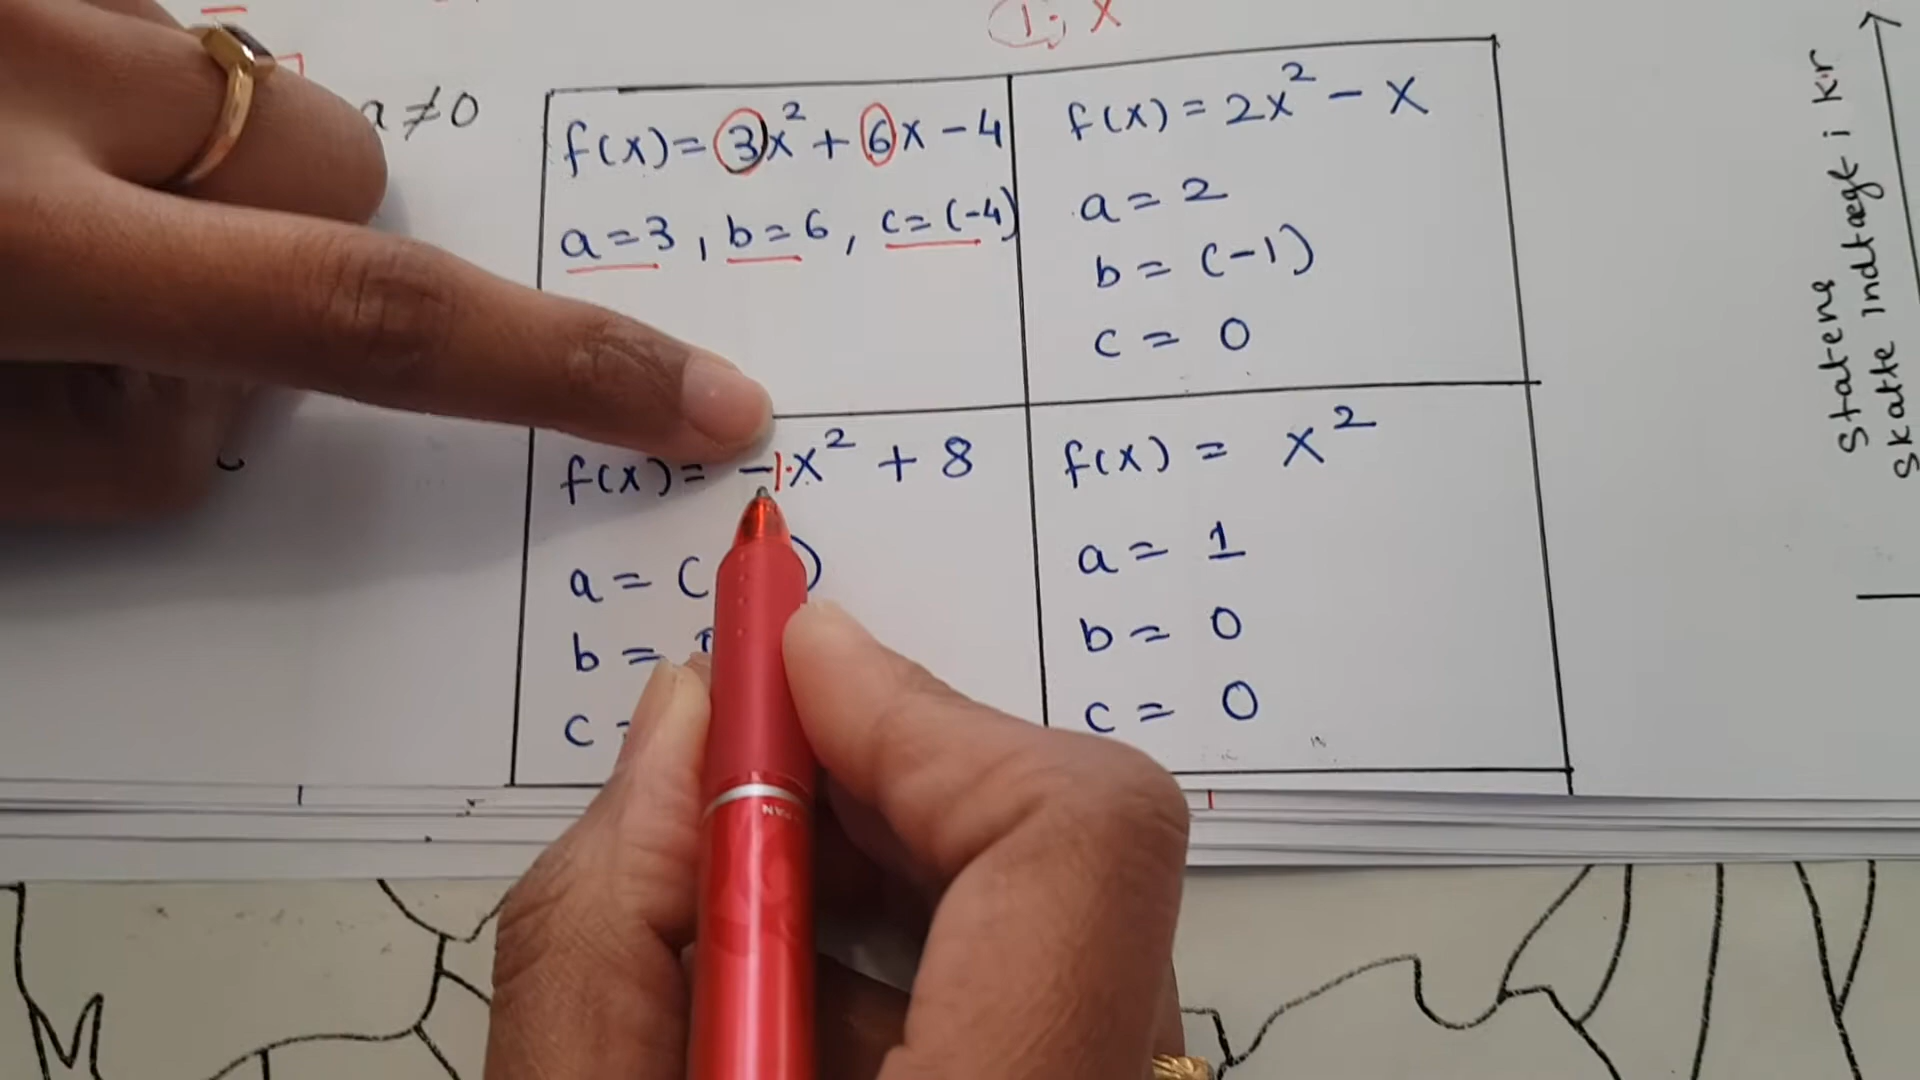 1· x
a ≠ 0
f(x) = 3x² + 6x - 4
a = 3, b = 6, c = (-4)
f(x) = 2x² - x
a = 2
b = (-1)
c = 0
f(x) = -1·x² + 8
a = ( )
b =
c =
f(x) = x²
a = 1
b = 0
c = 0
Statens
Skatte Indtægt i kr